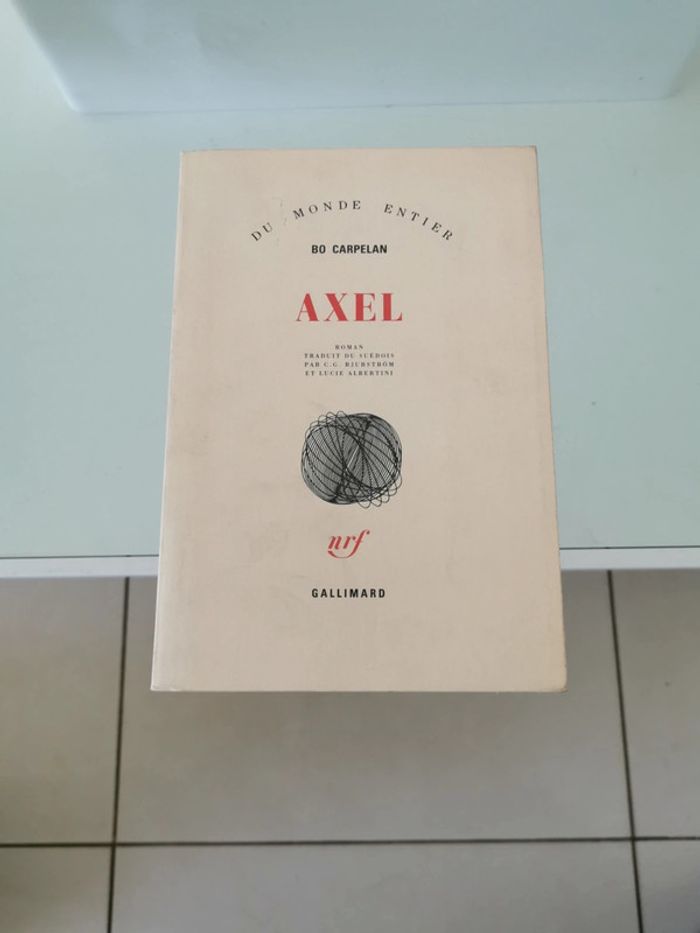 DU MONDE ENTIER
BO CARPELAN
AXEL
ROMAN
TRADUIT DU SUÉDOIS
PAR C.G. BJURSTRÖM
ET LUCIE ALBERTINI
nrf
GALLIMARD